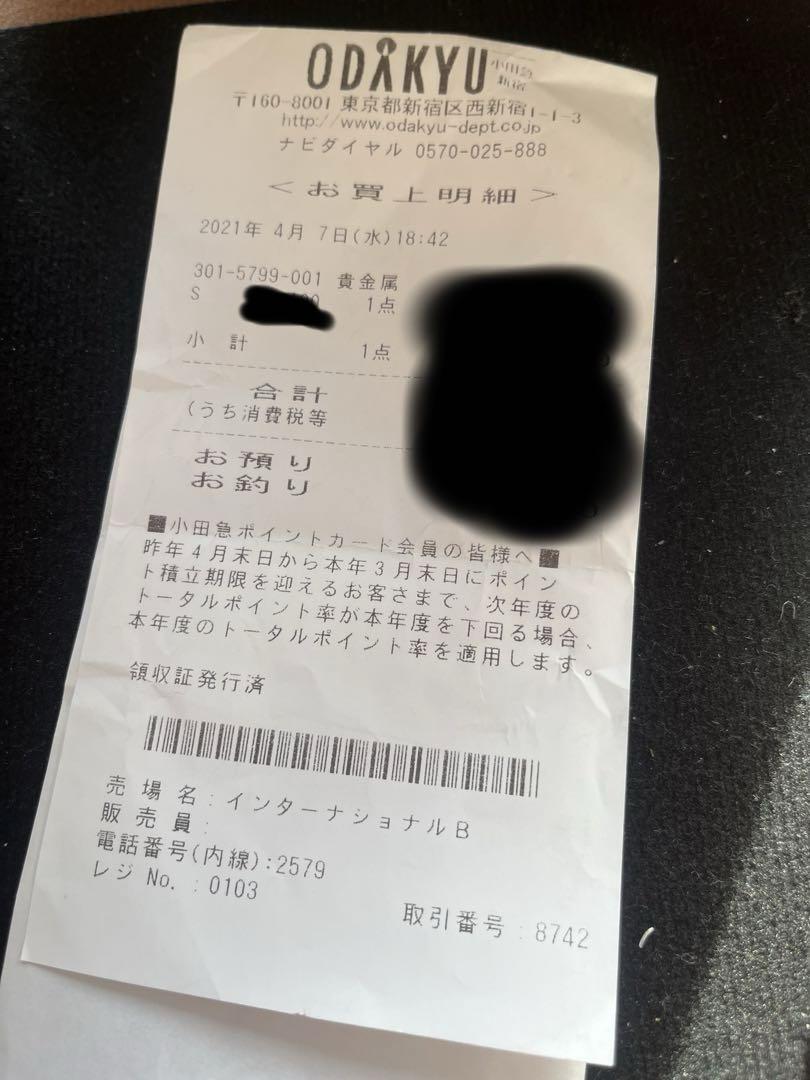 ODAKYU 小田急
新宿
〒160-8001 東京都新宿区西新宿1-1-3
http://www.odakyu-dept.co.jp
ナビダイヤル 0570-025-888
<お買上明細>
2021年 4月 7日(水)18:42
301-5799-001 貴金属
S 1点
小 計 1点
合計
(うち消費税等
お預り
お釣り
■小田急ポイントカード会員の皆様へ■
昨年4月末日から本年3月末日にポイン
ト積立期限を迎えるお客さまで、次年度の
トータルポイント率が本年度を下回る場合、
本年度のトータルポイント率を適用します。
領収証発行済
売 場 名 : インターナショナルB
販 売 員 :
電話番号(内線):2579
レジ No. : 0103
取引番号 : 8742